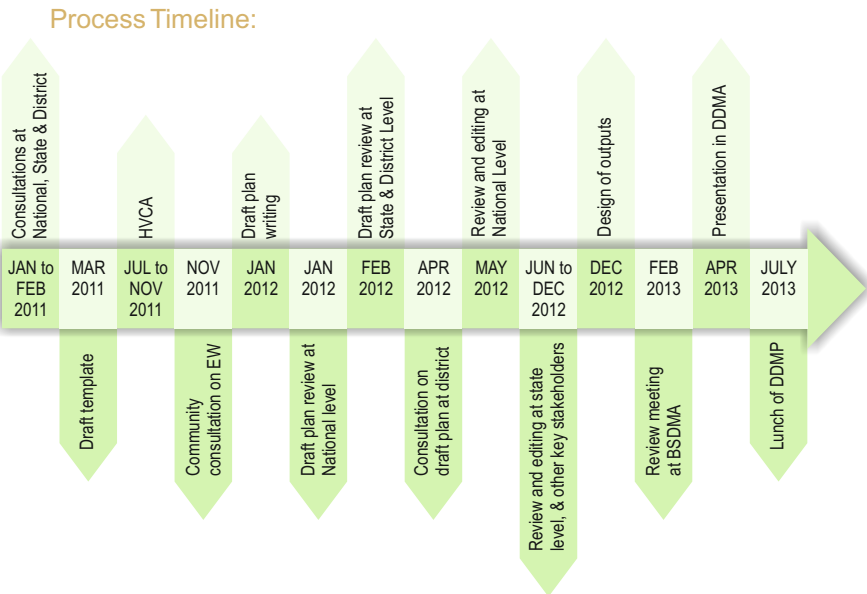 Process Timeline:
Consultations at
National, State & District
HVCA
Draft plan
writing
Draft plan review at
State & District Level
Review and editing at
National Level
Design of outputs
Presentation in DDMA
JAN to
FEB
2011
MAR
2011
JUL to
NOV
2011
NOV
2011
JAN
2012
JAN
2012
FEB
2012
APR
2012
MAY
2012
JUN to
DEC
2012
DEC
2012
FEB
2013
APR
2013
JULY
2013
Draft template
Community
consultation on EW
Draft plan review at
National level
Consultation on
draft plan at district
Review and editing at state
level, & other key stakeholders
Review meeting
at BSDMA
Lunch of DDMP